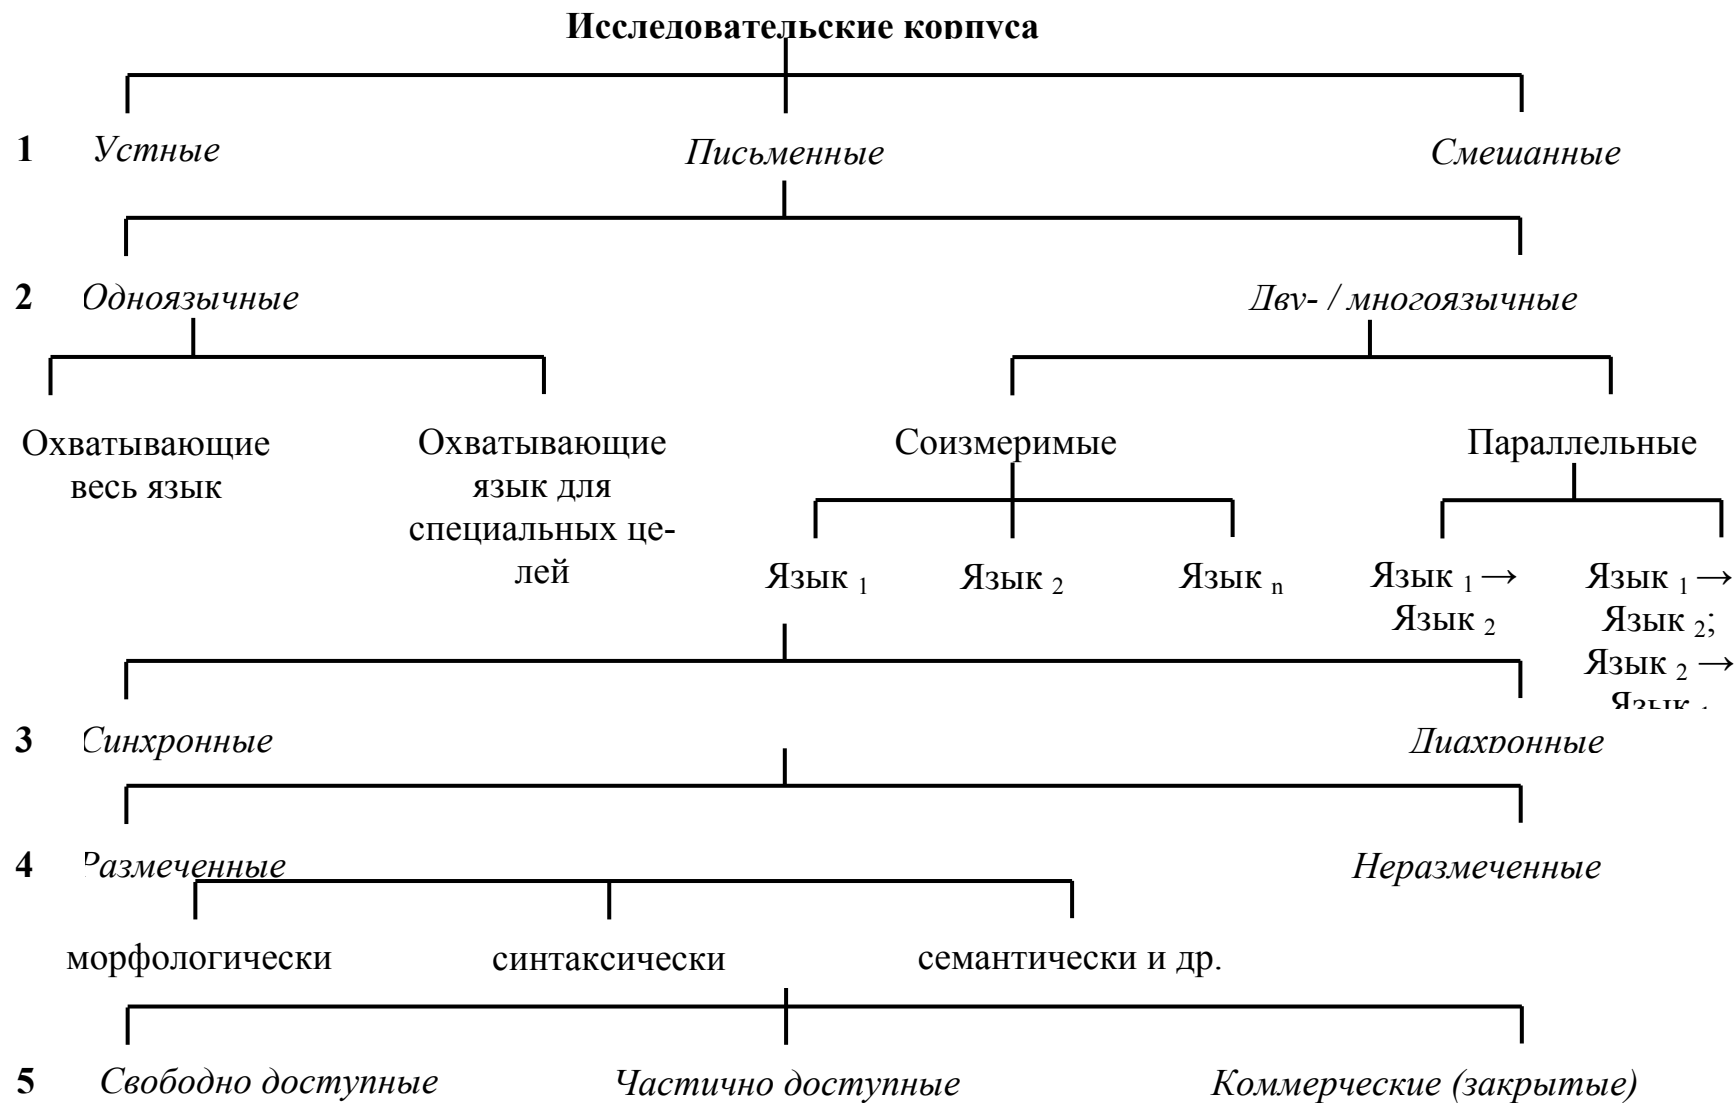 Исследовательские корпуса
1 Устные Письменные Смешанные
2 Одноязычные Дву- / многоязычные
Охватывающие
весь язык
Охватывающие
язык для
специальных це-
лей
Соизмеримые
Параллельные
Язык 1
Язык 2
Язык n
Язык 1 →
Язык 2
Язык 1 →
Язык 2;
Язык 2 →
Язык 1
3 Синхронные Диахронные
4 Размеченные Неразмеченные
морфологически синтаксически семантически и др.
5 Свободно доступные Частично доступные Коммерческие (закрытые)